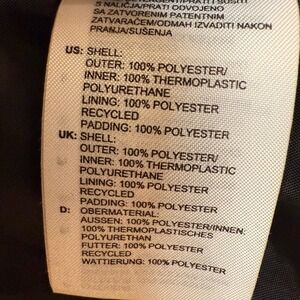 S NALIČJA/PRATI ODVOJENO
SA ZATVORENIM PATENTNIM
ZATVARAČEM/ODMAH IZVADITI NAKON
PRANJA/SUŠENJA
US: SHELL:
OUTER: 100% POLYESTER/
INNER: 100% THERMOPLASTIC
POLYURETHANE
LINING: 100% POLYESTER
RECYCLED
PADDING: 100% POLYESTER
UK: SHELL:
OUTER: 100% POLYESTER/
INNER: 100% THERMOPLASTIC
POLYURETHANE
LINING: 100% POLYESTER
RECYCLED
PADDING: 100% POLYESTER
D: OBERMATERIAL:
AUSSEN: 100% POLYESTER/INNEN:
100% THERMOPLASTISCHES
POLYURETHAN
FUTTER: 100% POLYESTER
RECYCLED
WATTIERUNG: 100% POLYESTER